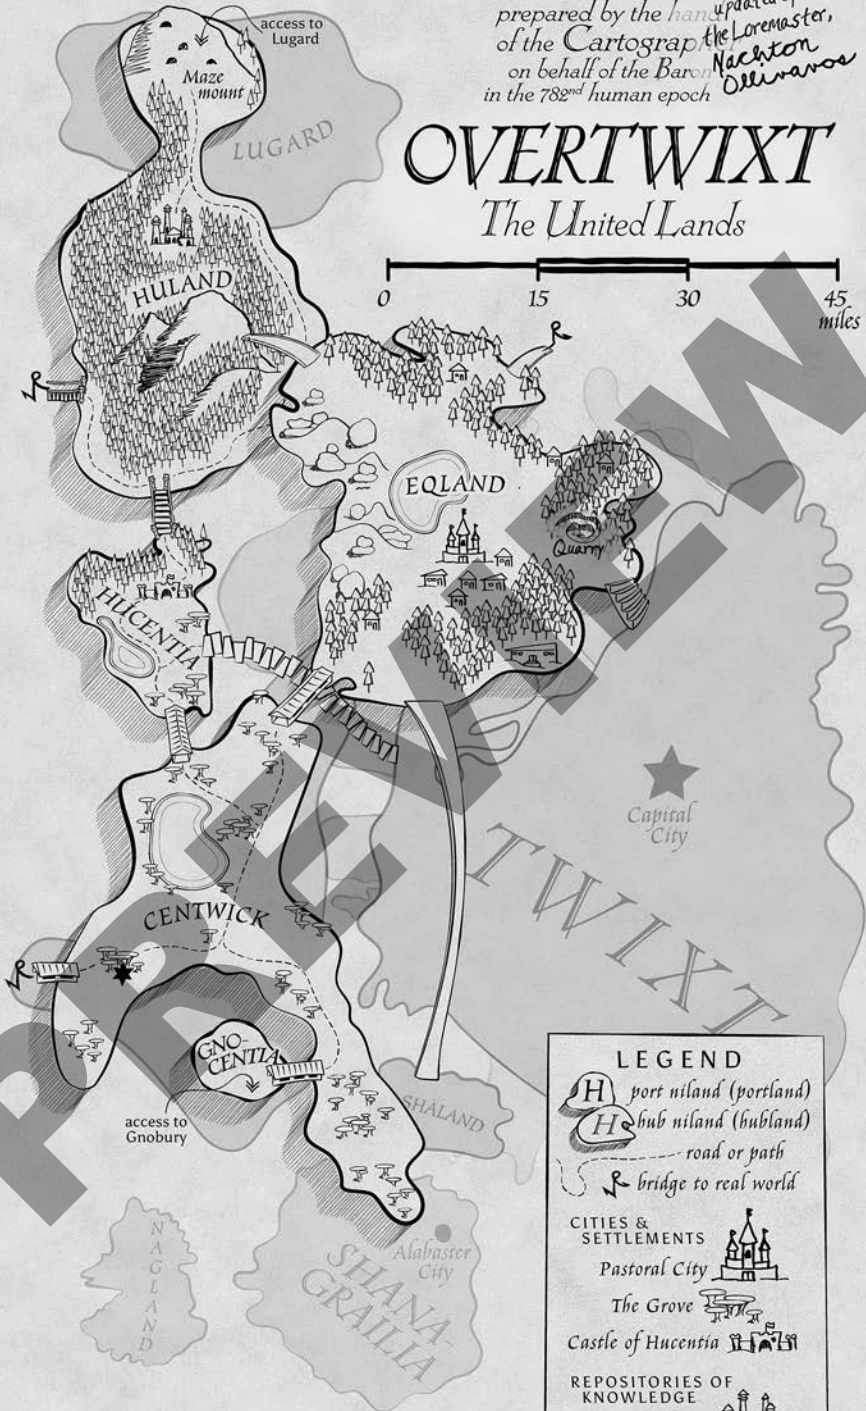 prepared by the hand
of the Cartographer
on behalf of the Baron
in the 782nd human epoch
the Loremaster,
Nachton
Ollivaros
OVERTWIXT
The United Lands
0 15 30 45
miles
access to
Lugard
Maze
mount
LUGARD
HULAND
EQLAND
Quarry
HUCENTIA
Capital
City
TWIXT
CENTWICK
GNO-
CENTIA
access to
Gnobury
SHALAND
NAGLAND
Alabaster
City
SHANA-
GRAILIA
PREVIEW
LEGEND
H port niland (portland)
H hub niland (hubland)
road or path
bridge to real world
CITIES &
SETTLEMENTS
Pastoral City
The Grove
Castle of Hucentia
REPOSITORIES OF
KNOWLEDGE